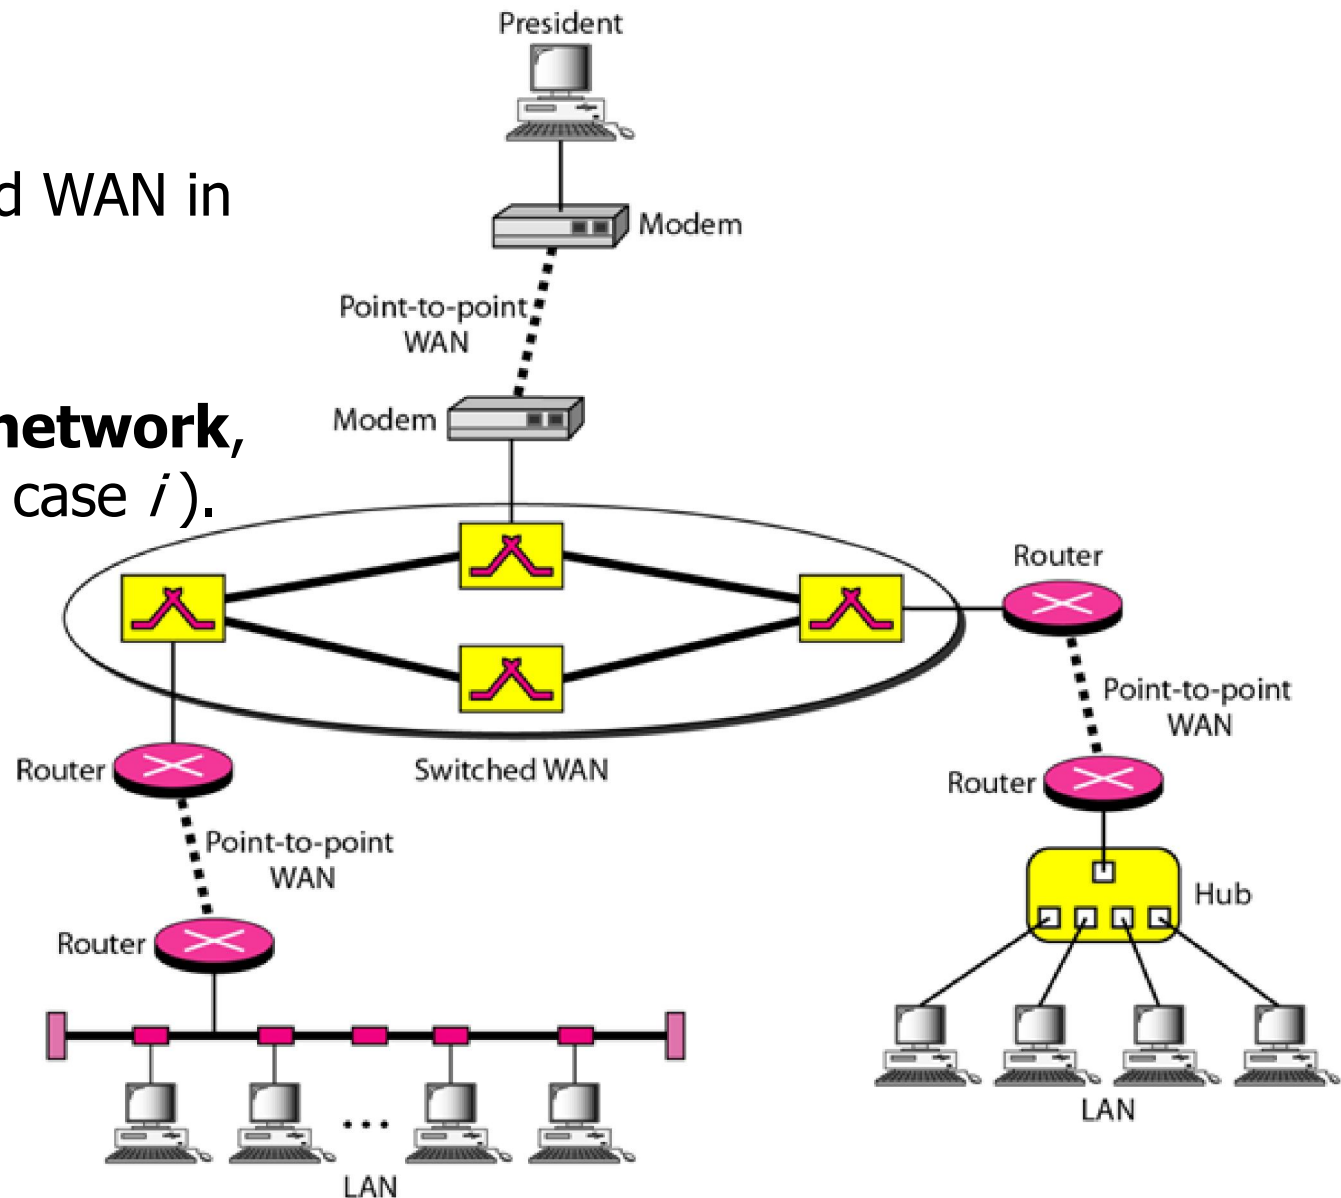 President
d WAN in
Modem
Point-to-point
WAN
network,
Modem
case i ).
Router
Point-to-point
WAN
Router
Switched WAN
Router
Point-to-point
WAN
Hub
Router
LAN
LAN